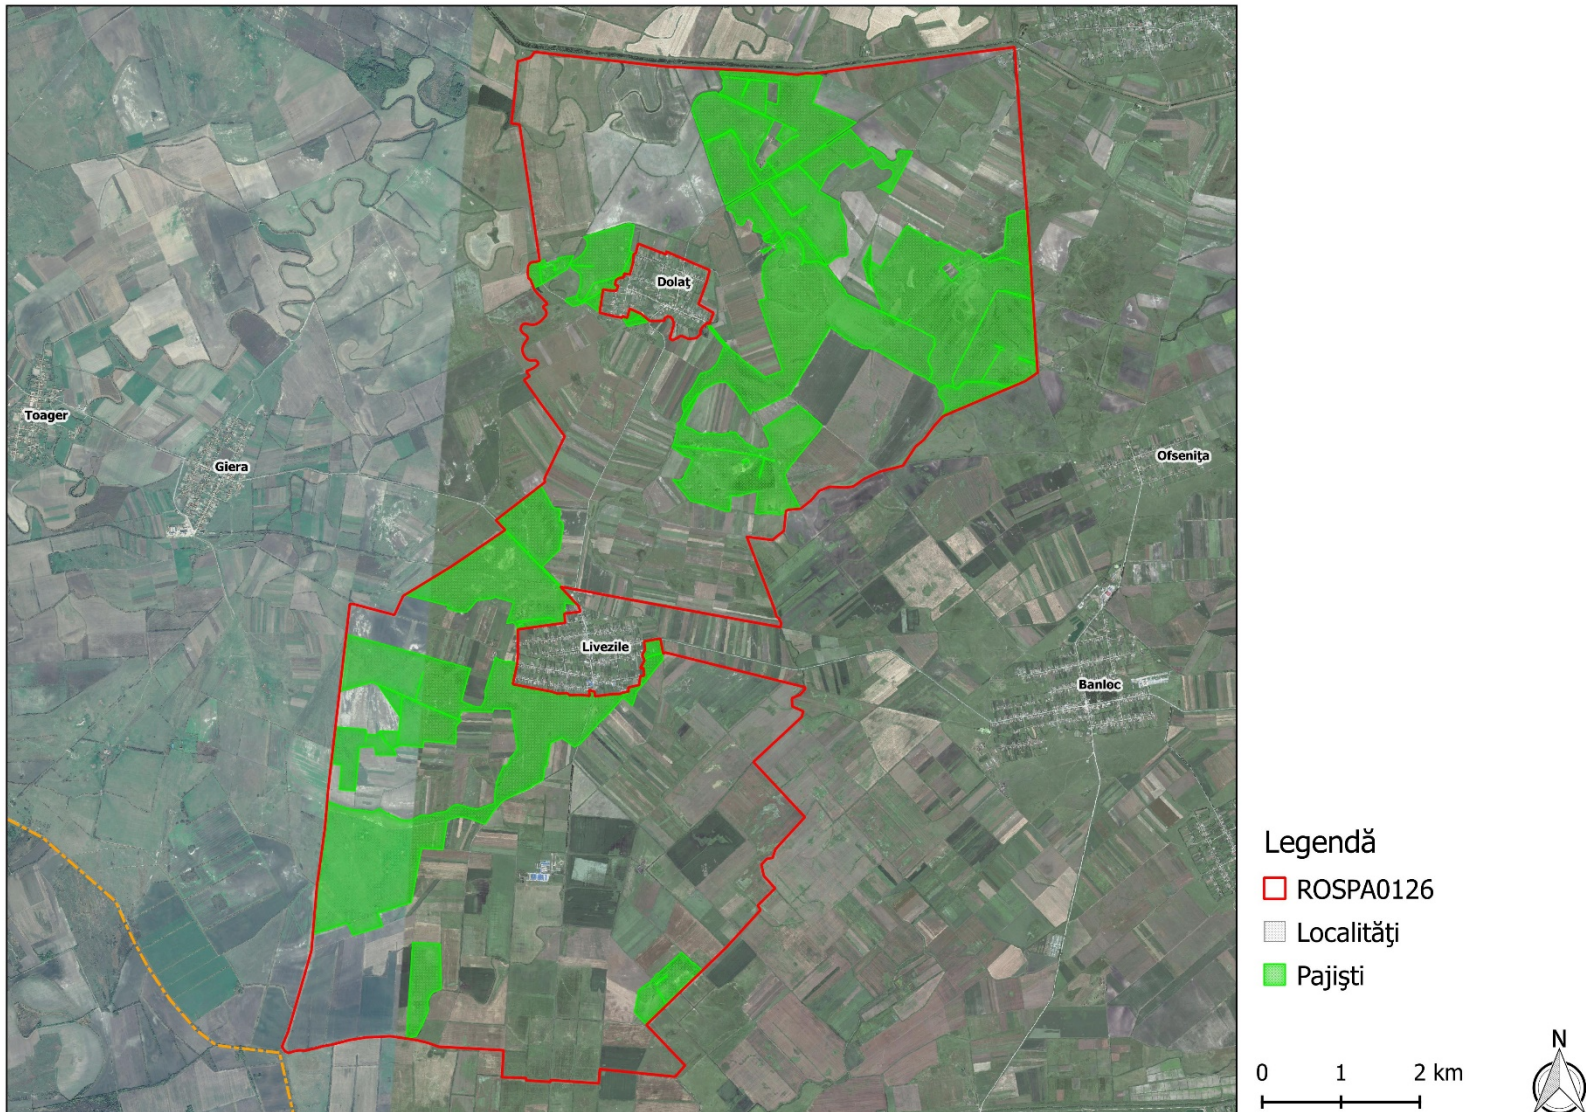 Dolaţ
Toager
Giera
Ofseniţa
Livezile
Banloc
Legendă
ROSPA0126
Localităţi
Pajişti
N
0 1 2 km